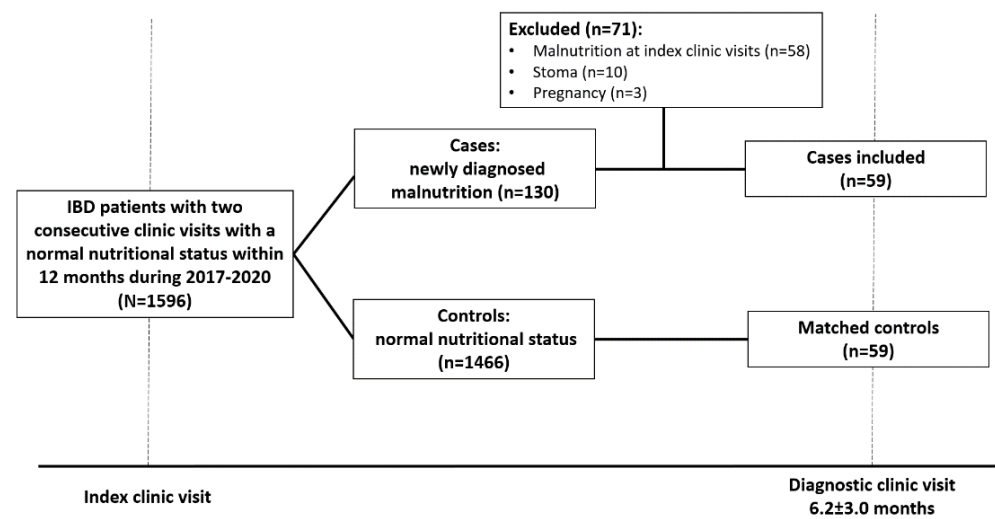 Excluded (n=71):
• Malnutrition at index clinic visits (n=58)
• Stoma (n=10)
• Pregnancy (n=3)
Cases:
newly diagnosed
malnutrition (n=130)
Cases included
(n=59)
IBD patients with two
consecutive clinic visits with a
normal nutritional status within
12 months during 2017-2020
(N=1596)
Controls:
normal nutritional status
(n=1466)
Matched controls
(n=59)
Index clinic visit
Diagnostic clinic visit
6.2±3.0 months